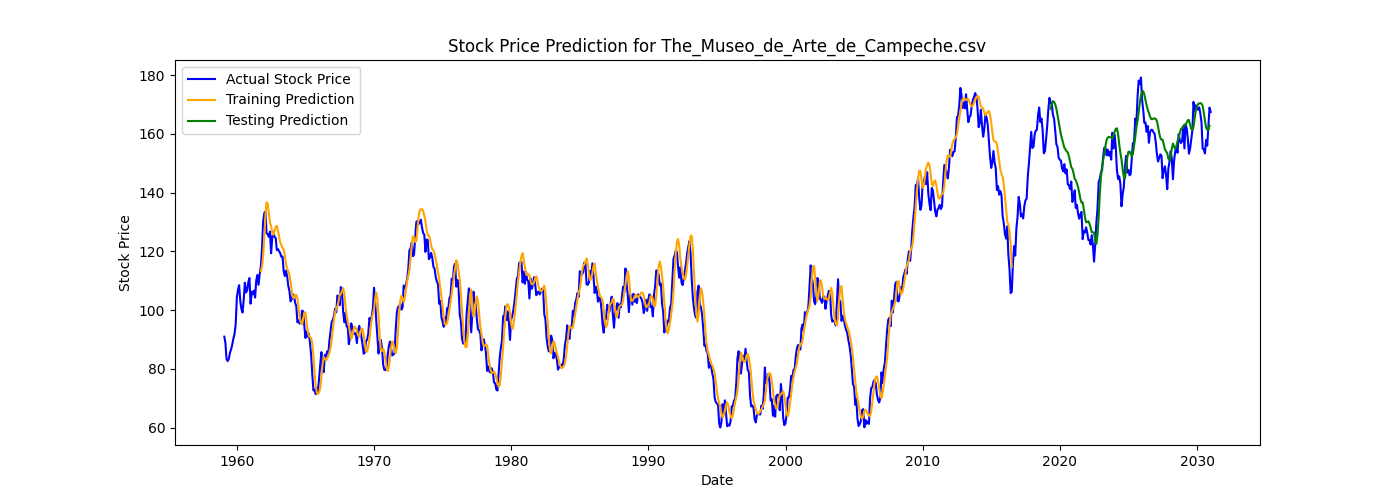 Stock Price Prediction for The_Museo_de_Arte_de_Campeche.csv
Actual Stock Price
Training Prediction
Testing Prediction
Stock Price
180
160
140
120
100
80
60
1960
1970
1980
1990
2000
2010
2020
2030
Date